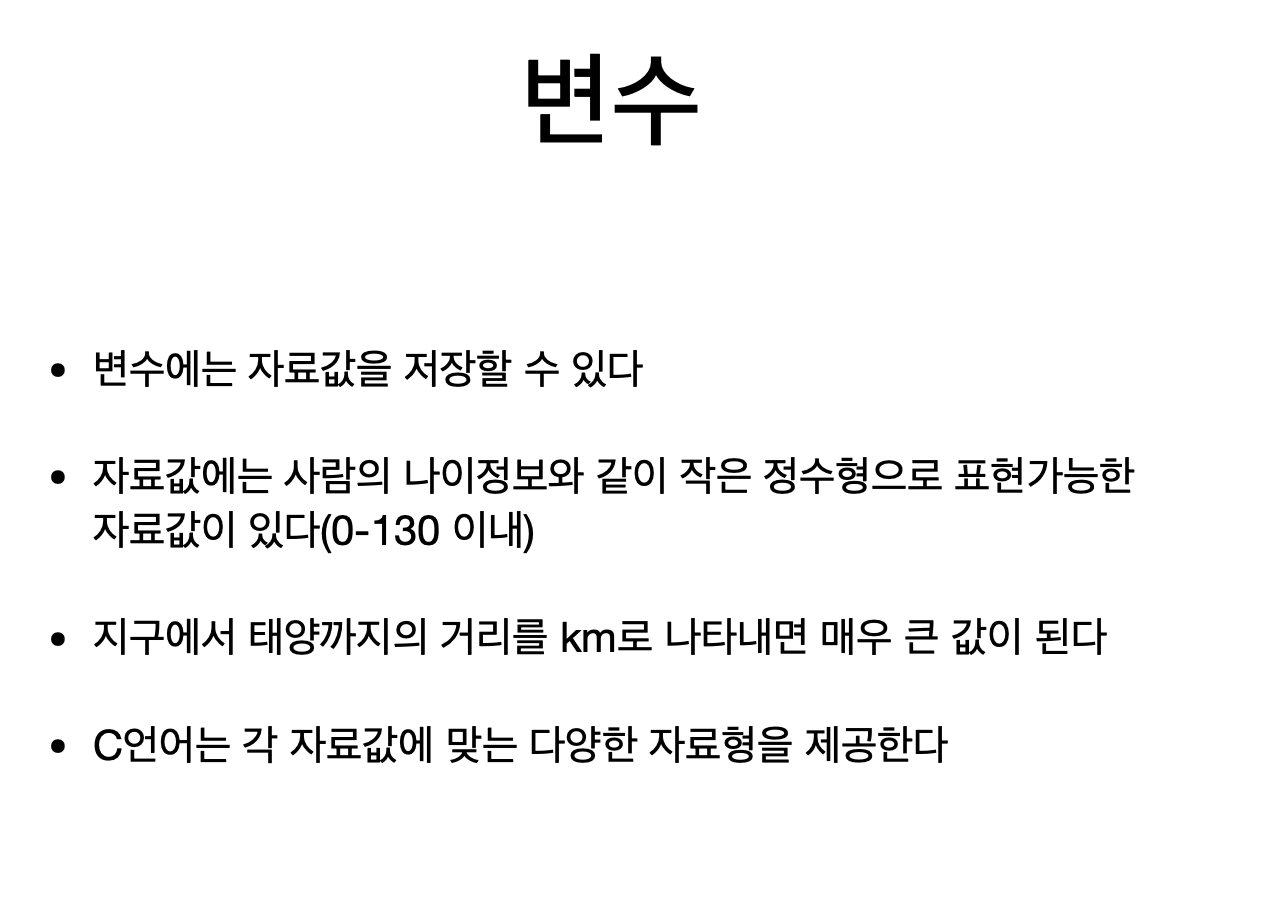 변수
• 변수에는 자료값을 저장할 수 있다
• 자료값에는 사람의 나이정보와 같이 작은 정수형으로 표현가능한
자료값이 있다(0-130 이내)
• 지구에서 태양까지의 거리를 km로 나타내면 매우 큰 값이 된다
• C언어는 각 자료값에 맞는 다양한 자료형을 제공한다